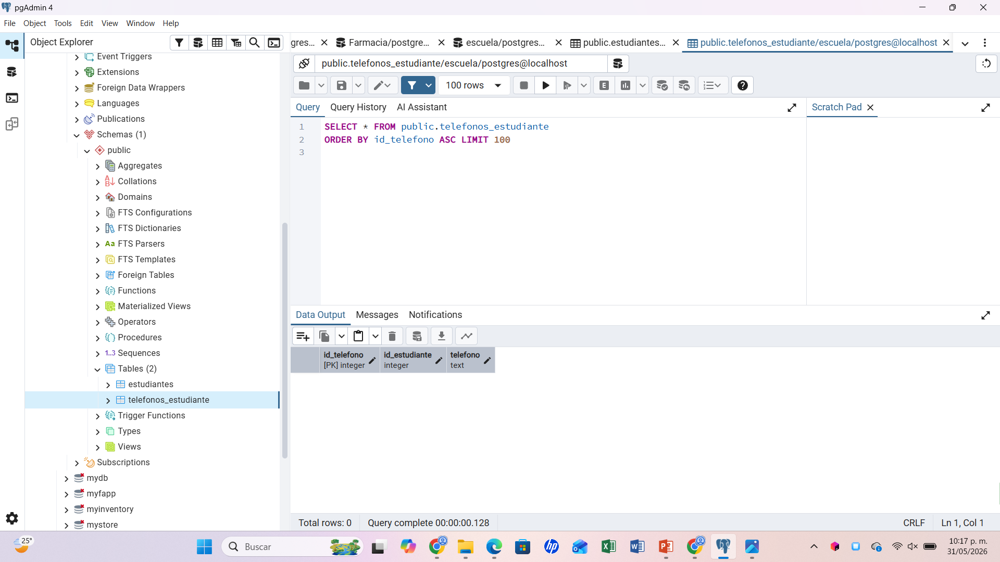 pgAdmin 4
File Object Tools Edit View Window Help
Object Explorer
gres... Farmacia/postgre... escuela/postgres... public.estudiantes... public.telefonos_estudiante/escuela/postgres@localhost
public.telefonos_estudiante/escuela/postgres@localhost
100 rows
E
Query Query History AI Assistant
Scratch Pad
1 SELECT * FROM public.telefonos_estudiante
2 ORDER BY id_telefono ASC LIMIT 100
3
Event Triggers
Extensions
Foreign Data Wrappers
Languages
Publications
Schemas (1)
public
Aggregates
Collations
Domains
FTS Configurations
FTS Dictionaries
Aa FTS Parsers
FTS Templates
Foreign Tables
Functions
Materialized Views
Operators
Procedures
1..3 Sequences
Tables (2)
estudiantes
telefonos_estudiante
Trigger Functions
Types
Views
Subscriptions
mydb
myfapp
myinventory
mystore
Data Output Messages Notifications
id_telefono id_estudiante telefono
[PK] integer integer text
Total rows: 0 Query complete 00:00:00.128 CRLF Ln 1, Col 1
25°
Buscar
10:17 p. m.
31/05/2026